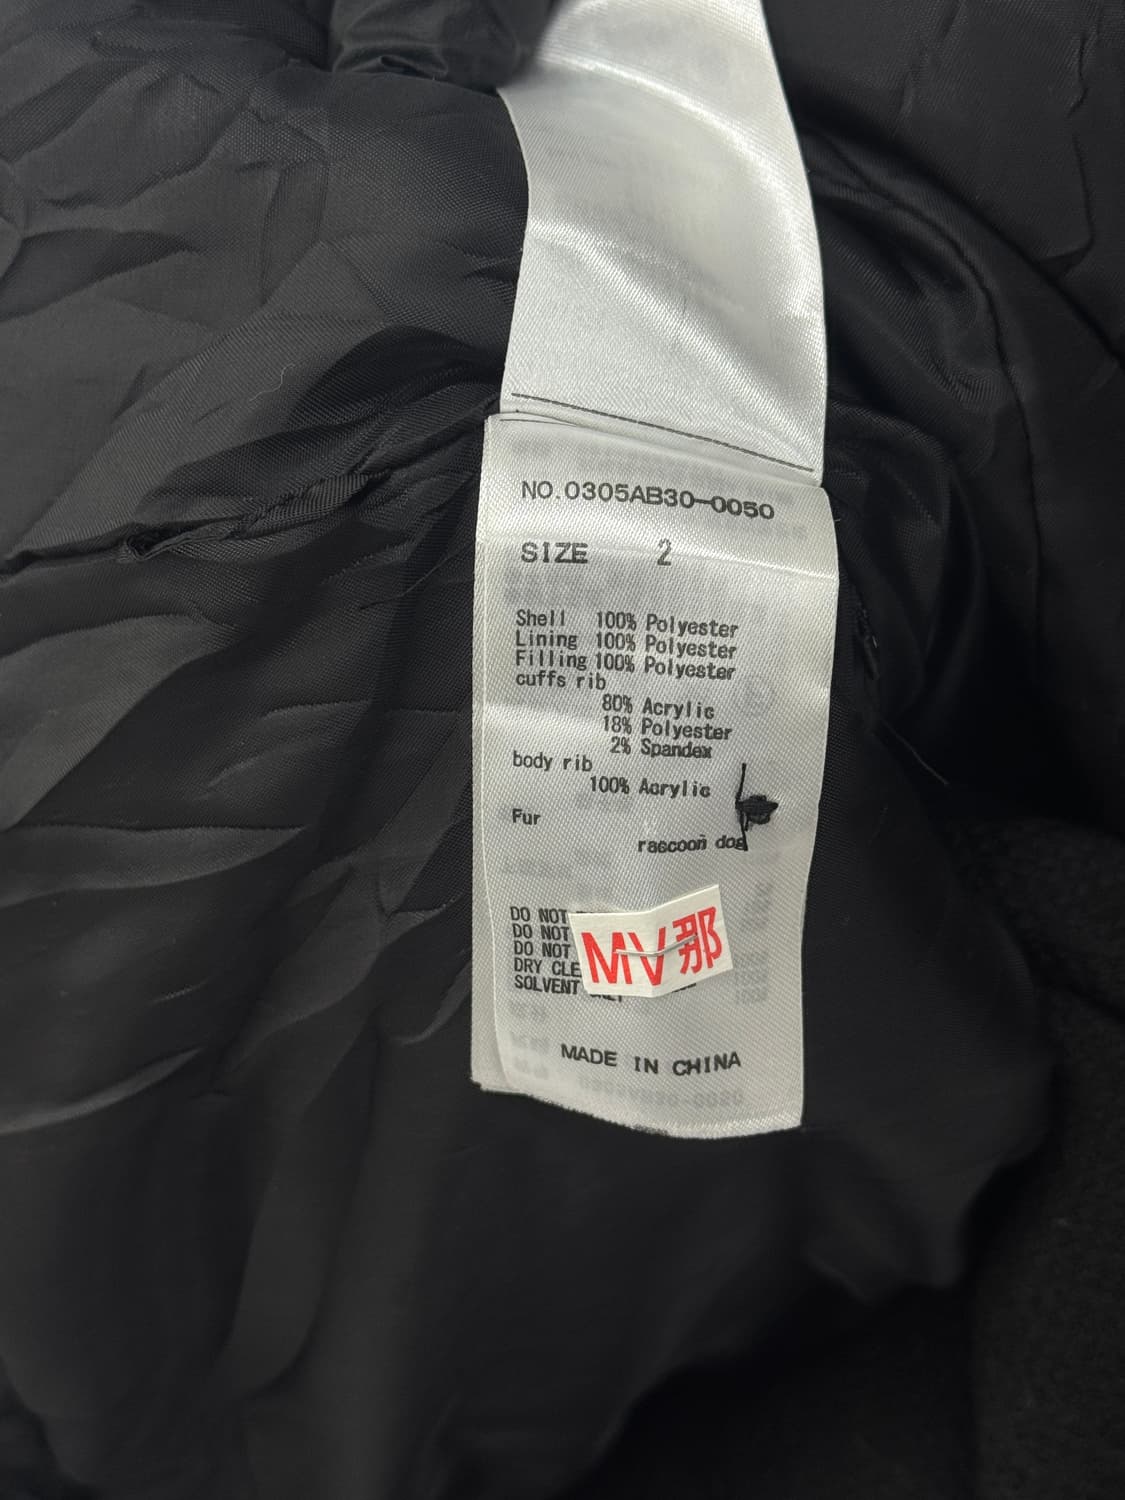 NO.0305AB30-0050
SIZE 2
Shell 100% Polyester
Lining 100% Polyester
Filling 100% Polyester
cuffs rib
80% Acrylic
18% Polyester
2% Spandex
body rib
100% Acrylic
Fur
raccoon dog
DO NOT
DO NOT
DO NOT
DRY CLE
SOLVENT
MV那
MADE IN CHINA